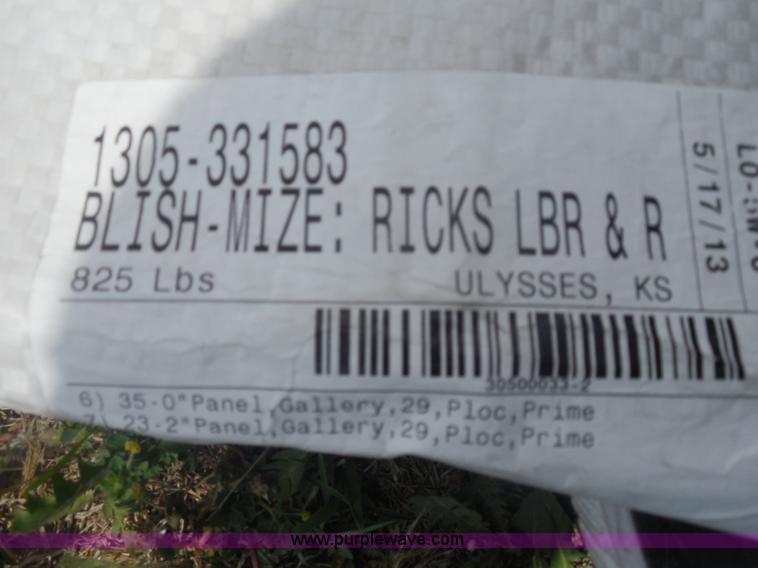 1305-331583
BLISH-MIZE: RICKS LBR & R
825 Lbs ULYSSES, KS
5/17/13
30500033-2
6) 35-0"Panel,Gallery,29,Ploc,Prime
7) 23-2"Panel,Gallery,29,Ploc,Prime
www.purplewave.com